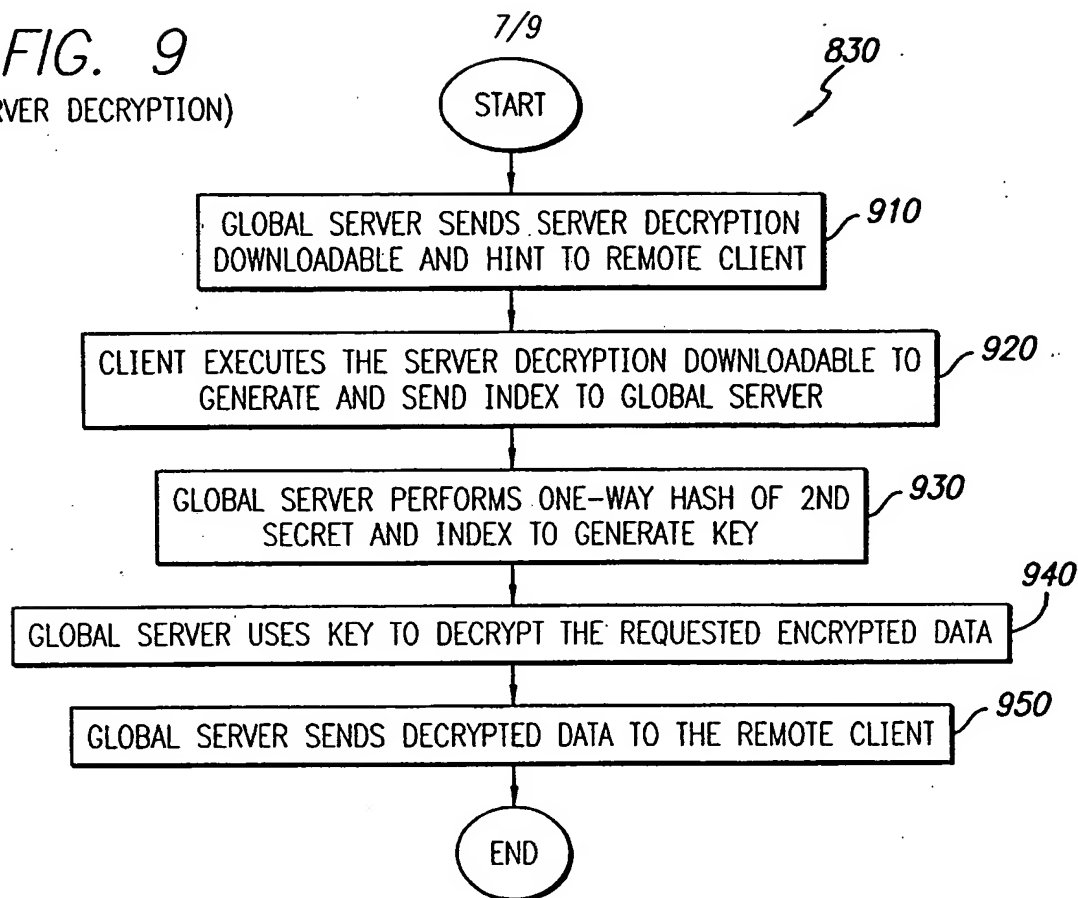 FIG. 9
7/9
830
RVER DECRYPTION)
START
GLOBAL SERVER SENDS SERVER DECRYPTION
DOWNLOADABLE AND HINT TO REMOTE CLIENT
910
CLIENT EXECUTES THE SERVER DECRYPTION DOWNLOADABLE TO
GENERATE AND SEND INDEX TO GLOBAL SERVER
920
GLOBAL SERVER PERFORMS ONE-WAY HASH OF 2ND
SECRET AND INDEX TO GENERATE KEY
930
940
GLOBAL SERVER USES KEY TO DECRYPT THE REQUESTED ENCRYPTED DATA
950
GLOBAL SERVER SENDS DECRYPTED DATA TO THE REMOTE CLIENT
END